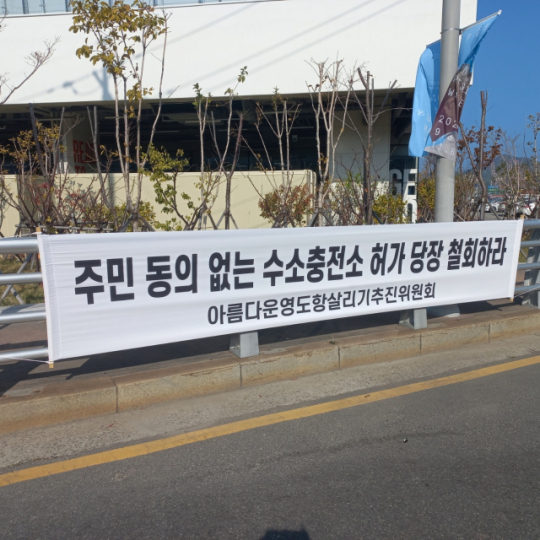 주민 동의 없는 수소충전소 허가 당장 철회하라
아름다운영도항살리기추진위원회